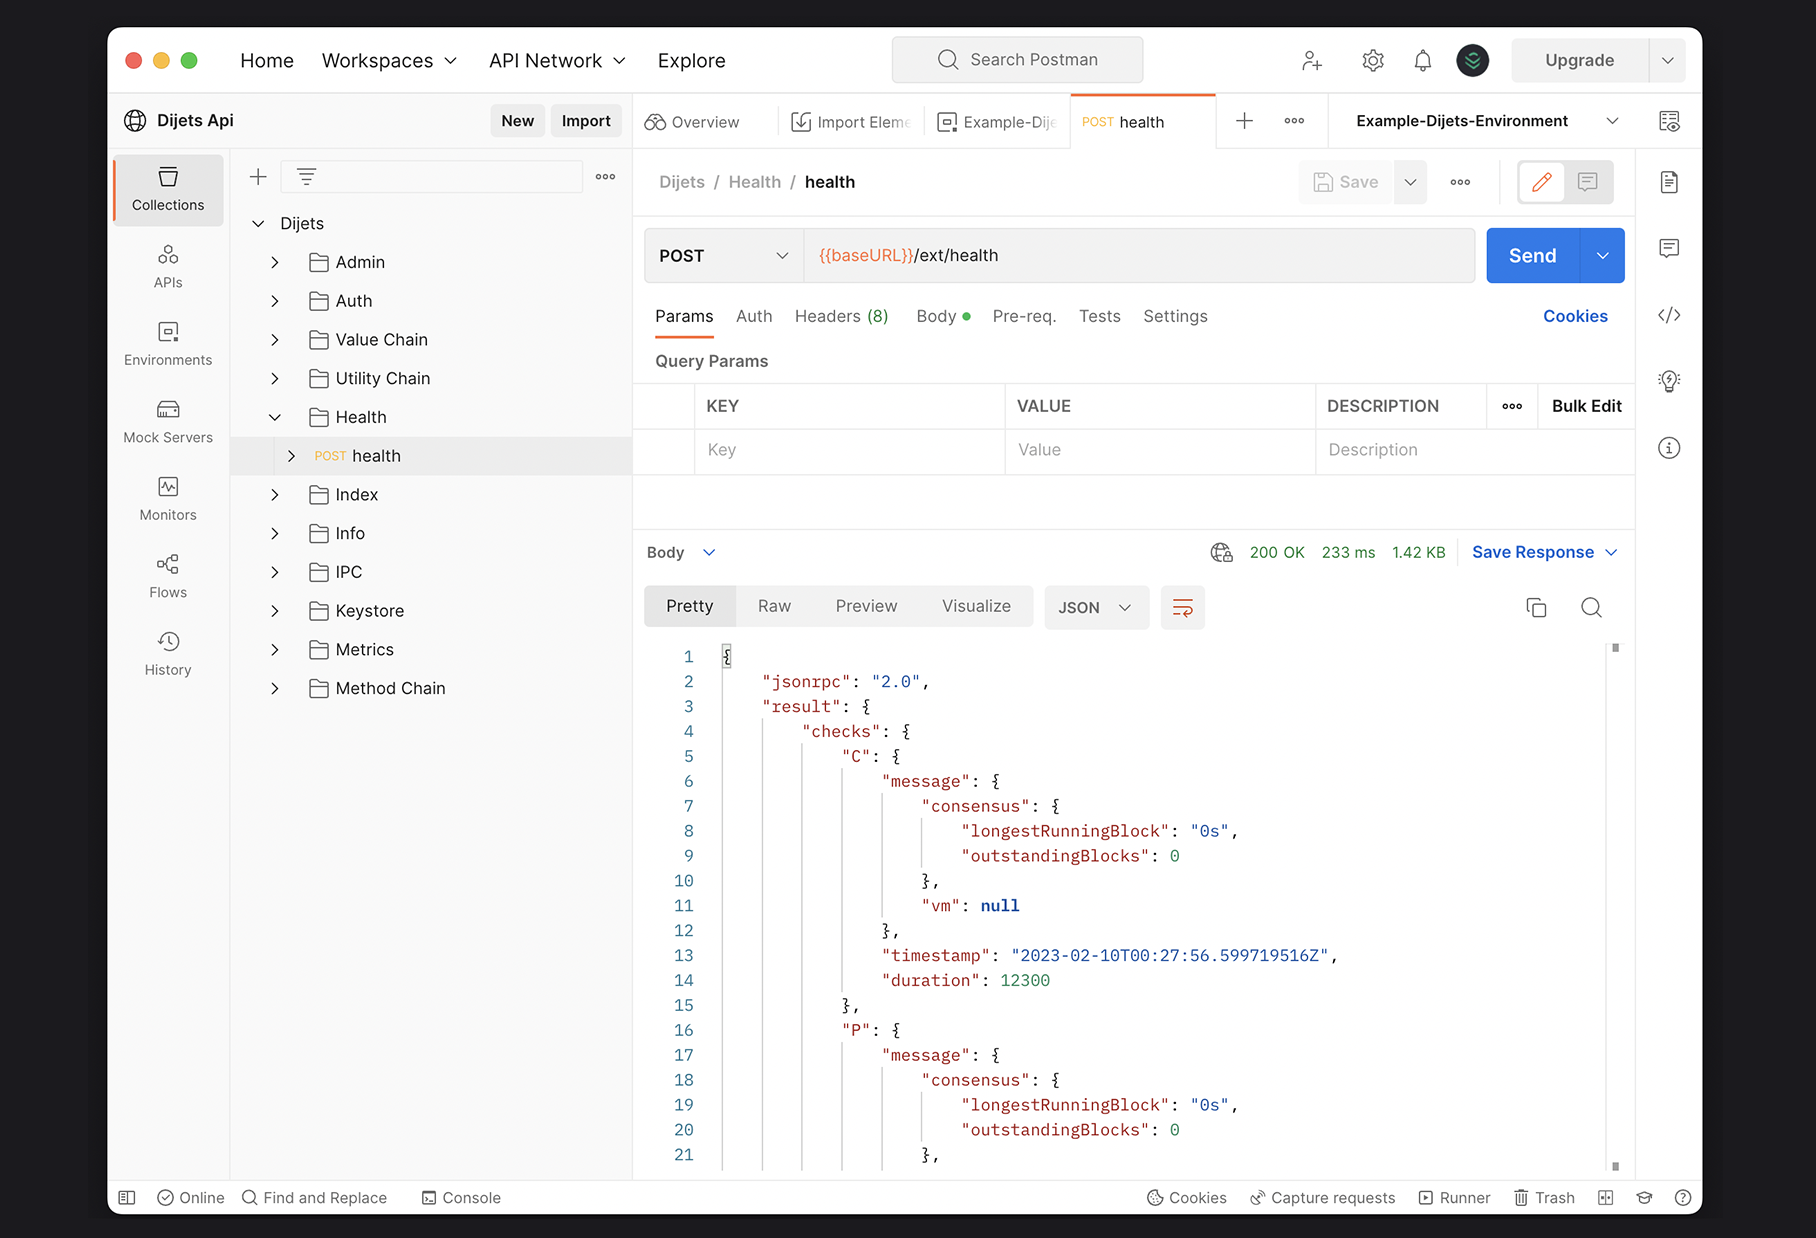 Home Workspaces API Network Explore Search Postman Upgrade
Dijets Api New Import Overview Import Eleme Example-Dije POST health Example-Dijets-Environment
Collections
APIs
Environments
Mock Servers
Monitors
Flows
History
Dijets
Admin
Auth
Value Chain
Utility Chain
Health
POST health
Index
Info
IPC
Keystore
Metrics
Method Chain
Dijets / Health / health Save
POST {{baseURL}}/ext/health Send
Params Auth Headers (8) Body Pre-req. Tests Settings Cookies
Query Params
KEY VALUE DESCRIPTION Bulk Edit
Key Value Description
Body 200 OK 233 ms 1.42 KB Save Response
Pretty Raw Preview Visualize JSON
1 {
2 "jsonrpc": "2.0",
3 "result": {
4 "checks": {
5 "C": {
6 "message": {
7 "consensus": {
8 "longestRunningBlock": "0s",
9 "outstandingBlocks": 0
10 },
11 "vm": null
12 },
13 "timestamp": "2023-02-10T00:27:56.599719516Z",
14 "duration": 12300
15 },
16 "P": {
17 "message": {
18 "consensus": {
19 "longestRunningBlock": "0s",
20 "outstandingBlocks": 0
21 },
Online Find and Replace Console Cookies Capture requests Runner Trash